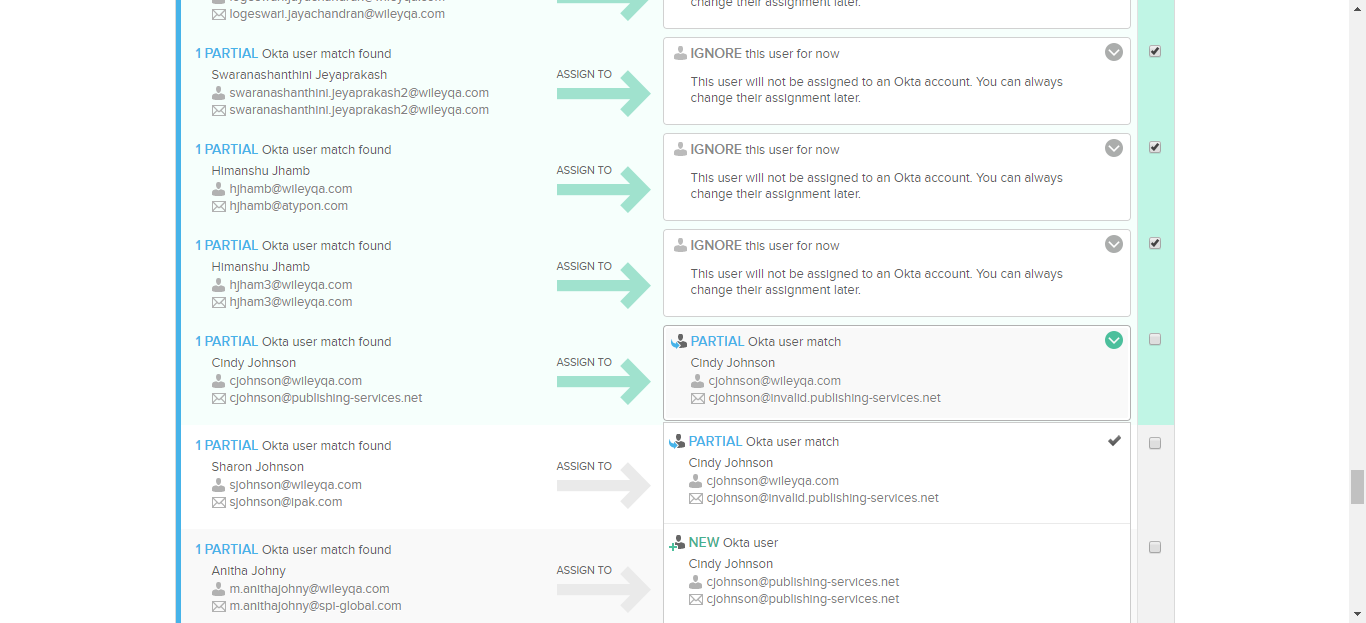 logeswari.jayachandran@wileyqa.com
logeswari.jayachandran@wileyqa.com
change their assignment later.
1 PARTIAL Okta user match found
Swaranashanthini Jeyaprakash
swaranashanthini.jeyaprakash2@wileyqa.com
swaranashanthini.jeyaprakash2@wileyqa.com
ASSIGN TO
IGNORE this user for now
This user will not be assigned to an Okta account. You can always
change their assignment later.
1 PARTIAL Okta user match found
Himanshu Jhamb
hjhamb@wileyqa.com
hjhamb@atypon.com
ASSIGN TO
IGNORE this user for now
This user will not be assigned to an Okta account. You can always
change their assignment later.
1 PARTIAL Okta user match found
Himanshu Jhamb
hjham3@wileyqa.com
hjham3@wileyqa.com
ASSIGN TO
IGNORE this user for now
This user will not be assigned to an Okta account. You can always
change their assignment later.
1 PARTIAL Okta user match found
Cindy Johnson
cjohnson@wileyqa.com
cjohnson@publishing-services.net
ASSIGN TO
PARTIAL Okta user match
Cindy Johnson
cjohnson@wileyqa.com
cjohnson@invalid.publishing-services.net
1 PARTIAL Okta user match found
Sharon Johnson
sjohnson@wileyqa.com
sjohnson@ipak.com
ASSIGN TO
PARTIAL Okta user match
Cindy Johnson
cjohnson@wileyqa.com
cjohnson@invalid.publishing-services.net
1 PARTIAL Okta user match found
Anitha Johny
m.anithajohny@wileyqa.com
m.anithajohny@spi-global.com
ASSIGN TO
NEW Okta user
Cindy Johnson
cjohnson@publishing-services.net
cjohnson@publishing-services.net